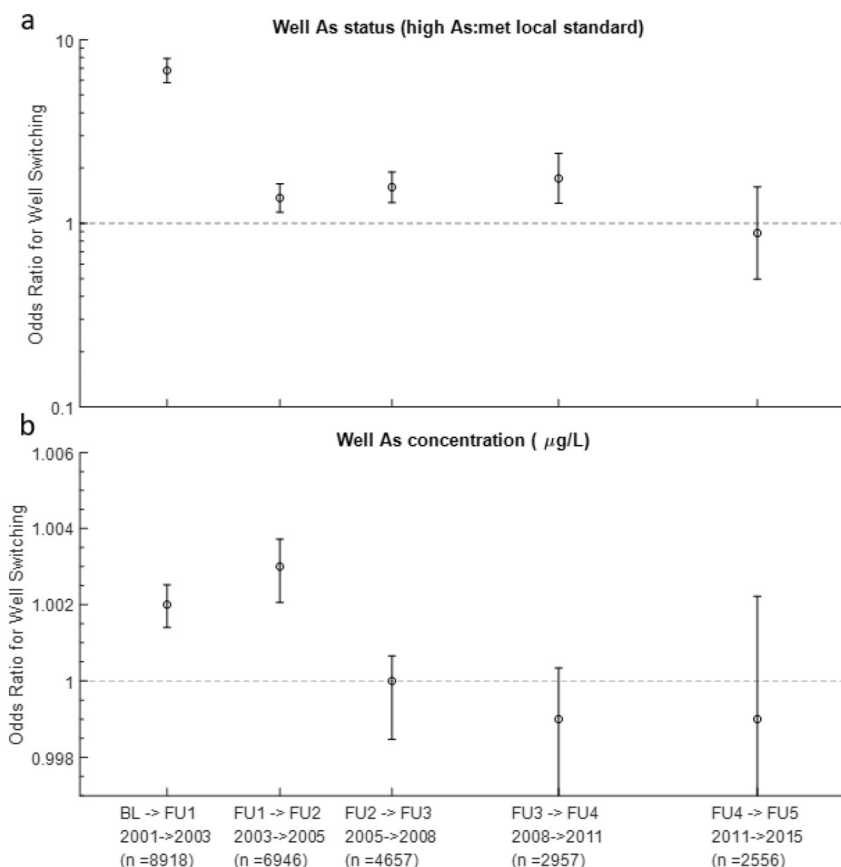 a
Well As status (high As:met local standard)
10
1
0.1
Odds Ratio for Well Switching
b
Well As concentration ( μg/L)
1.006
1.004
1.002
1
0.998
Odds Ratio for Well Switching
BL -> FU1 FU1 -> FU2 FU2 -> FU3 FU3 -> FU4 FU4 -> FU5
2001->2003 2003->2005 2005->2008 2008->2011 2011->2015
(n =8918) (n =6946) (n =4657) (n =2957) (n =2556)